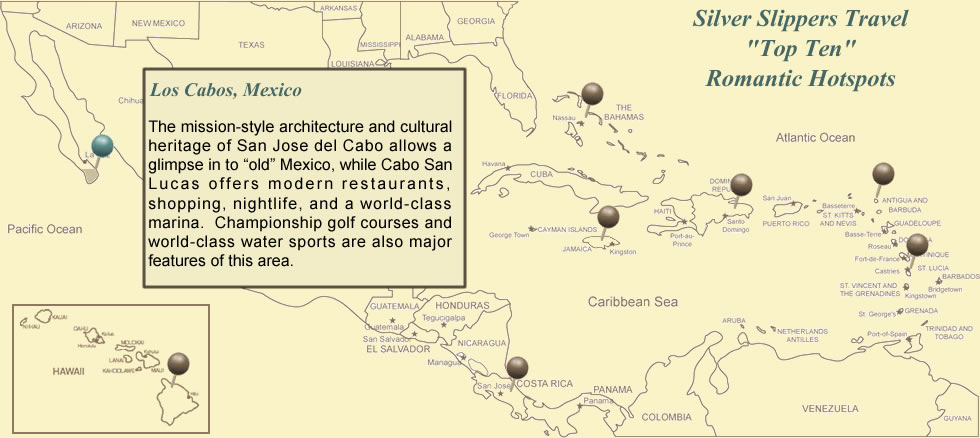 Silver Slippers Travel
"Top Ten"
Romantic Hotspots
ARIZONA
NEW MEXICO
TEXAS
ARKANSAS
MISSISSIPPI
LOUISIANA
ALABAMA
GEORGIA
FLORIDA
Los Cabos, Mexico
The mission-style architecture and cultural
heritage of San Jose del Cabo allows a
glimpse in to “old” Mexico, while Cabo San
Lucas offers modern restaurants,
shopping, nightlife, and a world-class
marina. Championship golf courses and
world-class water sports are also major
features of this area.
Chihua
La
Pacific Ocean
Nassau
THE
BAHAMAS
Atlantic Ocean
Havana
CUBA
George Town
CAYMAN ISLANDS
JAMAICA
Kingston
HAITI
Port-au-
Prince
DOMIN
REPU
Santo
Domingo
San Juan
PUERTO RICO
Basseterre
ST KITTS
AND NEVIS
ANTIGUA AND
BARBUDA
GUADELOUPE
Basse-Terre
Roseau
Fort-de-France
TINIQUE
Castries
ST. LUCIA
BARBADOS
Bridgetown
ST. VINCENT AND
THE GRENADINES
Kingstown
St. George's
GRENADA
Caribbean Sea
ARUBA
NETHERLANDS
ANTILLES
Port-of-Spain
TRINIDAD AND
TOBAGO
GUATEMALA
Guatemala
HONDURAS
Tegucigalpa
San Salvador
EL SALVADOR
NICARAGUA
Managua
San Jose
COSTA RICA
PANAMA
Panama
COLOMBIA
VENEZUELA
GUYANA
KAUAI
OAHU
Honolulu
MOLOKAI
LANAI
KAHOOLAWE
MAUI
HAWAII
Hilo